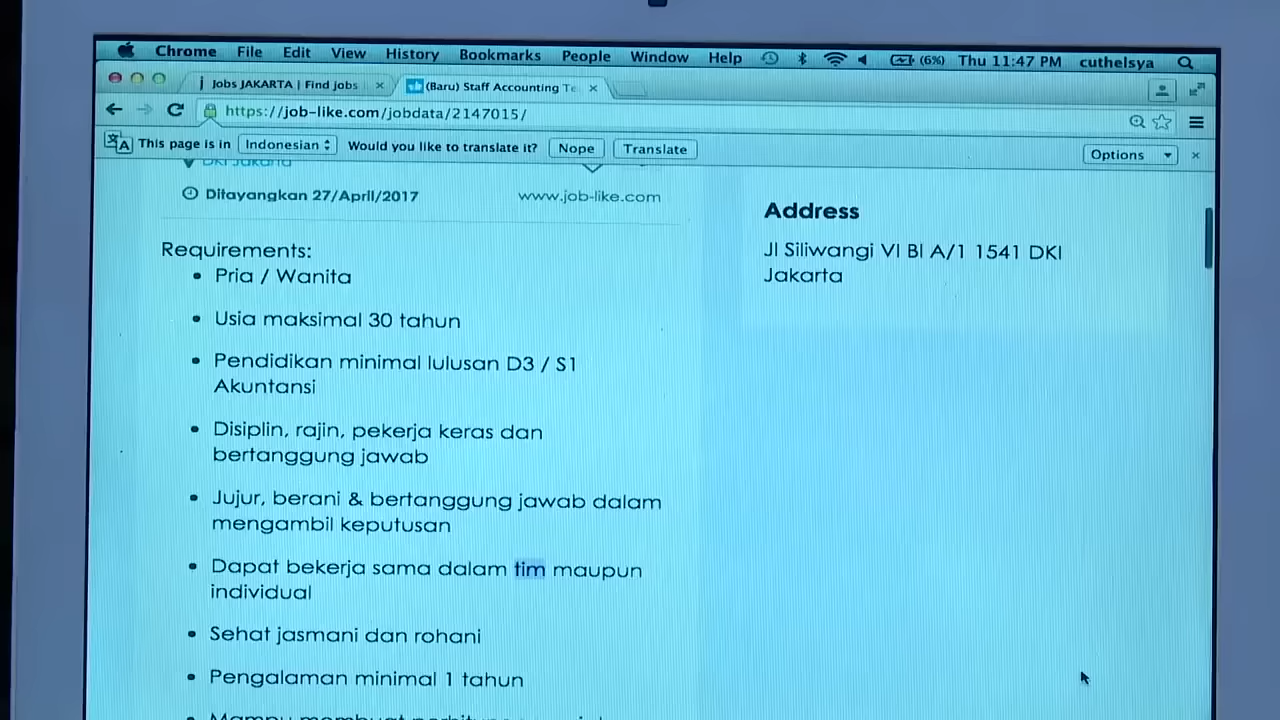 Chrome File Edit View History Bookmarks People Window Help (6%) Thu 11:47 PM cuthelsya
Jobs JAKARTA | Find jobs × (Baru) Staff Accounting Te ×
https://job-like.com/jobdata/2147015/
This page is in Indonesian Would you like to translate it? Nope Translate Options ×
DKI Jakarta
Ditayangkan 27/April/2017 www.job-like.com
Requirements:
• Pria / Wanita
• Usia maksimal 30 tahun
• Pendidikan minimal lulusan D3 / S1
Akuntansi
• Disiplin, rajin, pekerja keras dan
bertanggung jawab
• Jujur, berani & bertanggung jawab dalam
mengambil keputusan
• Dapat bekerja sama dalam tim maupun
individual
• Sehat jasmani dan rohani
• Pengalaman minimal 1 tahun
• Mampu membuat
Address
Jl Siliwangi VI Bl A/1 1541 DKI
Jakarta